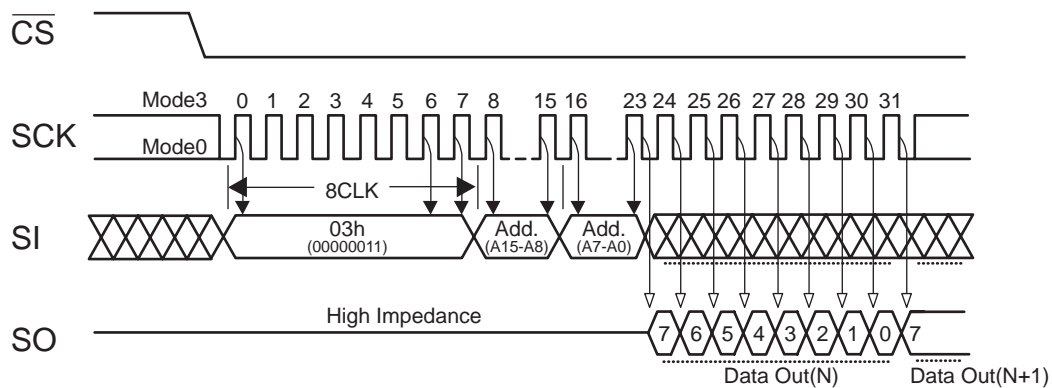 CS
Mode3 0 1 2 3 4 5 6 7 8 15 16 23 24 25 26 27 28 29 30 31
SCK
Mode0
8CLK
SI
03h
(00000011)
Add.
(A15-A8)
Add.
(A7-A0)
High Impedance
SO
7 6 5 4 3 2 1 0 7
Data Out(N)
Data Out(N+1)